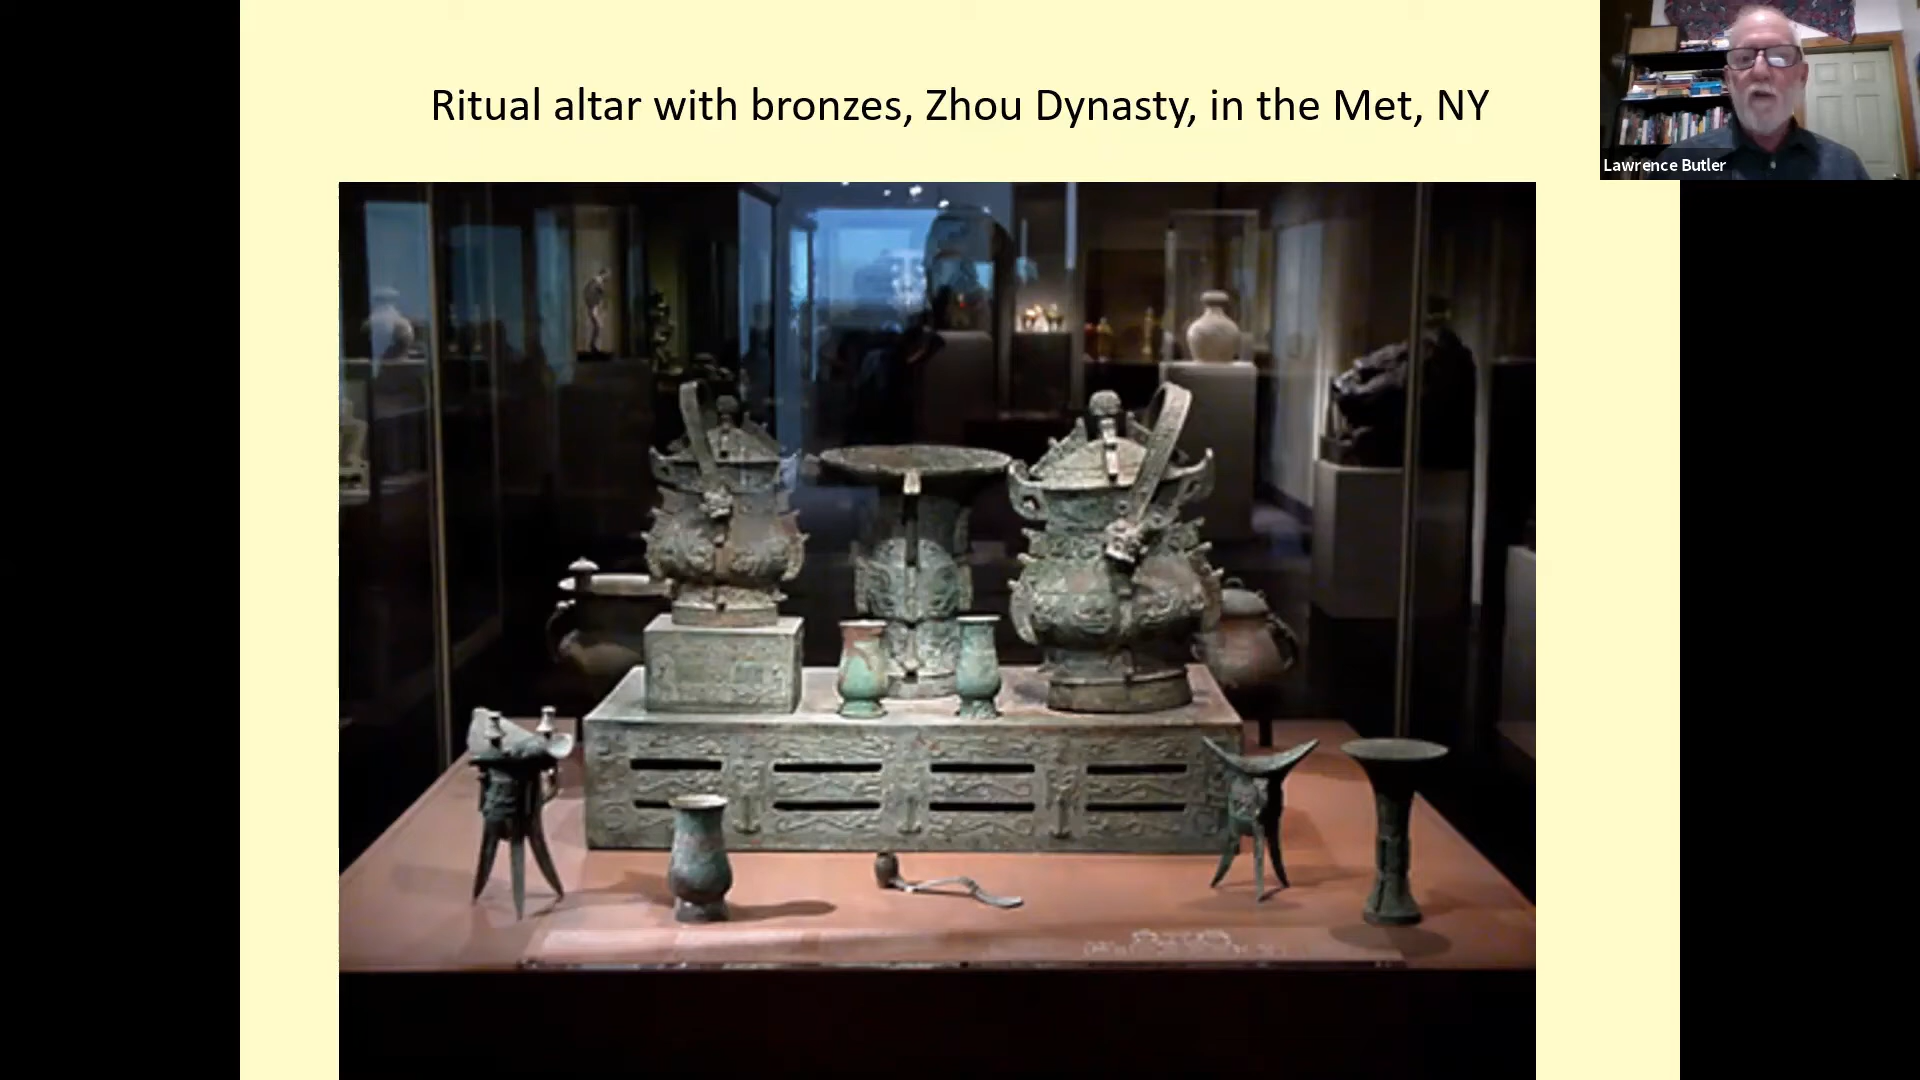 Ritual altar with bronzes, Zhou Dynasty, in the Met, NY
Lawrence Butler